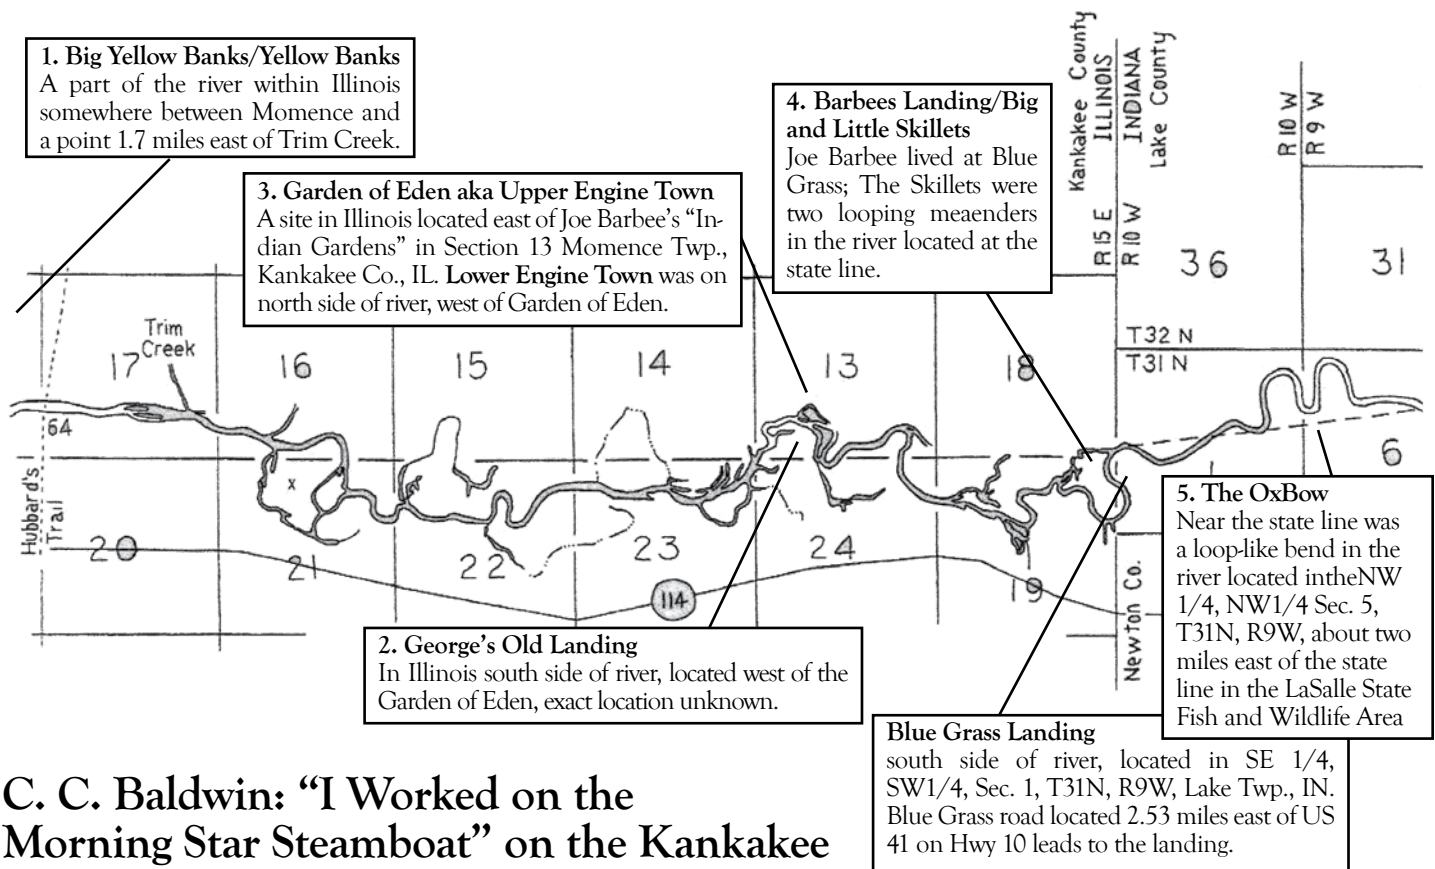 1. Big Yellow Banks/Yellow Banks
A part of the river within Illinois
somewhere between Momence and
a point 1.7 miles east of Trim Creek.
3. Garden of Eden aka Upper Engine Town
A site in Illinois located east of Joe Barbee's “In-
dian Gardens” in Section 13 Momence Twp.,
Kankakee Co., IL. Lower Engine Town was on
north side of river, west of Garden of Eden.
4. Barbees Landing/Big
and Little Skillets
Joe Barbee lived at Blue
Grass; The Skillets were
two looping meaenders
in the river located at the
state line.
Kankakee County
ILLINOIS
INDIANA
Lake County
R 15 E
R 10 W
R 10 W
R 9 W
36
31
T 32 N
T 31 N
Trim
Creek
17
16
15
14
13
18
64
x
6
1
Hubbard's
Trail
20
21
22
23
24
19
114
Newton Co.
2. George's Old Landing
In Illinois south side of river, located west of the
Garden of Eden, exact location unknown.
5. The OxBow
Near the state line was
a loop-like bend in the
river located intheNW
1/4, NW1/4 Sec. 5,
T31N, R9W, about two
miles east of the state
line in the LaSalle State
Fish and Wildlife Area
Blue Grass Landing
south side of river, located in SE 1/4,
SW1/4, Sec. 1, T31N, R9W, Lake Twp., IN.
Blue Grass road located 2.53 miles east of US
41 on Hwy 10 leads to the landing.
C. C. Baldwin: “I Worked on the
Morning Star Steamboat” on the Kankakee